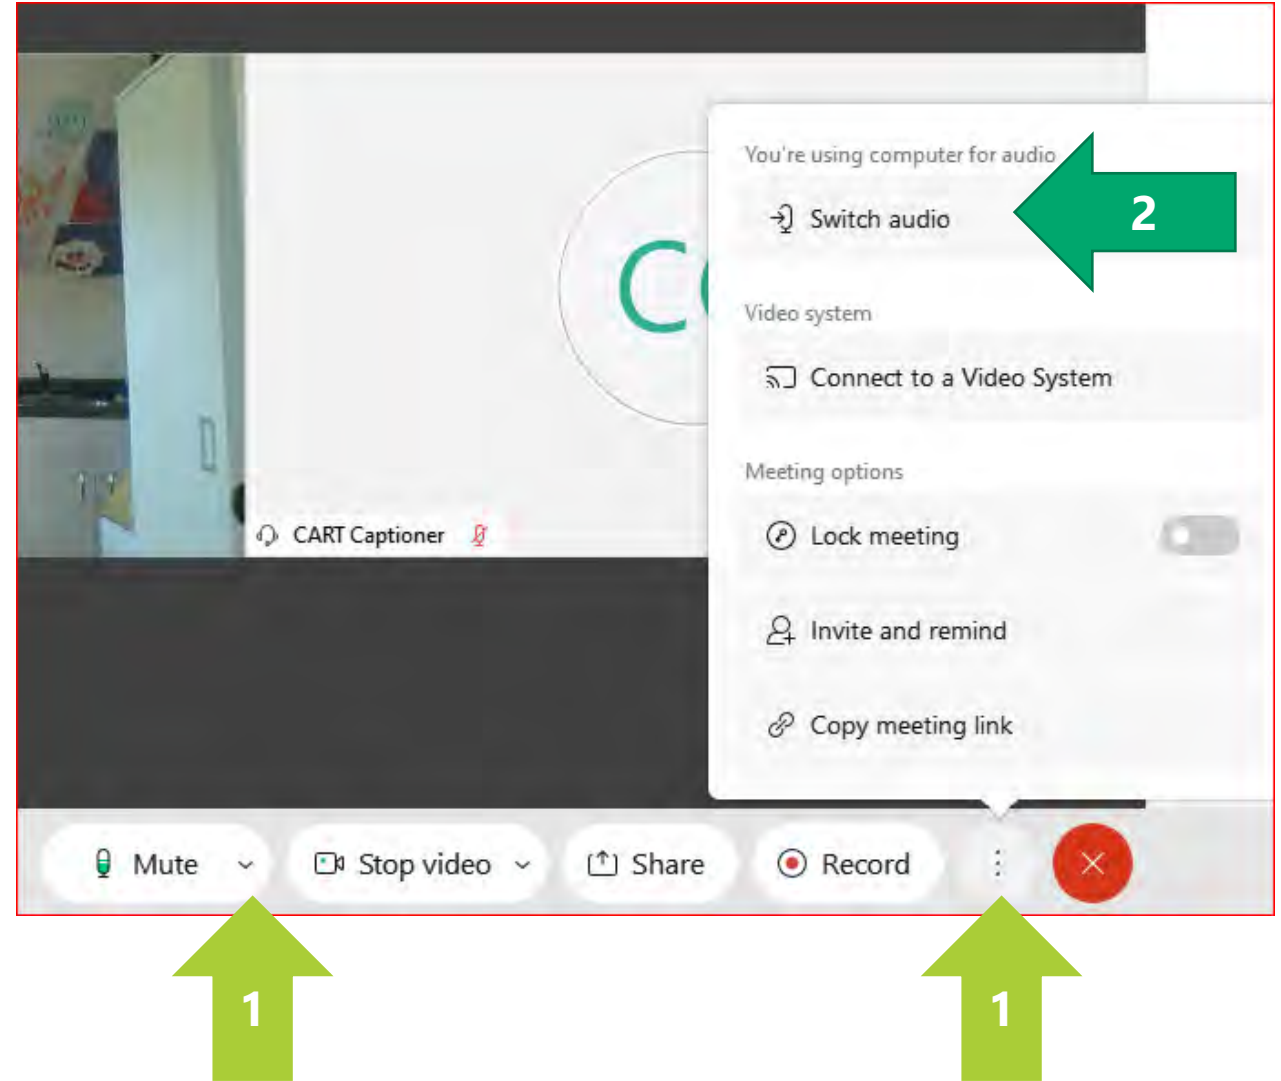 You're using computer for audio
Switch audio
2
Video system
Connect to a Video System
Meeting options
CART Captioner
Lock meeting
Invite and remind
Copy meeting link
Mute
Stop video
Share
Record
1
1